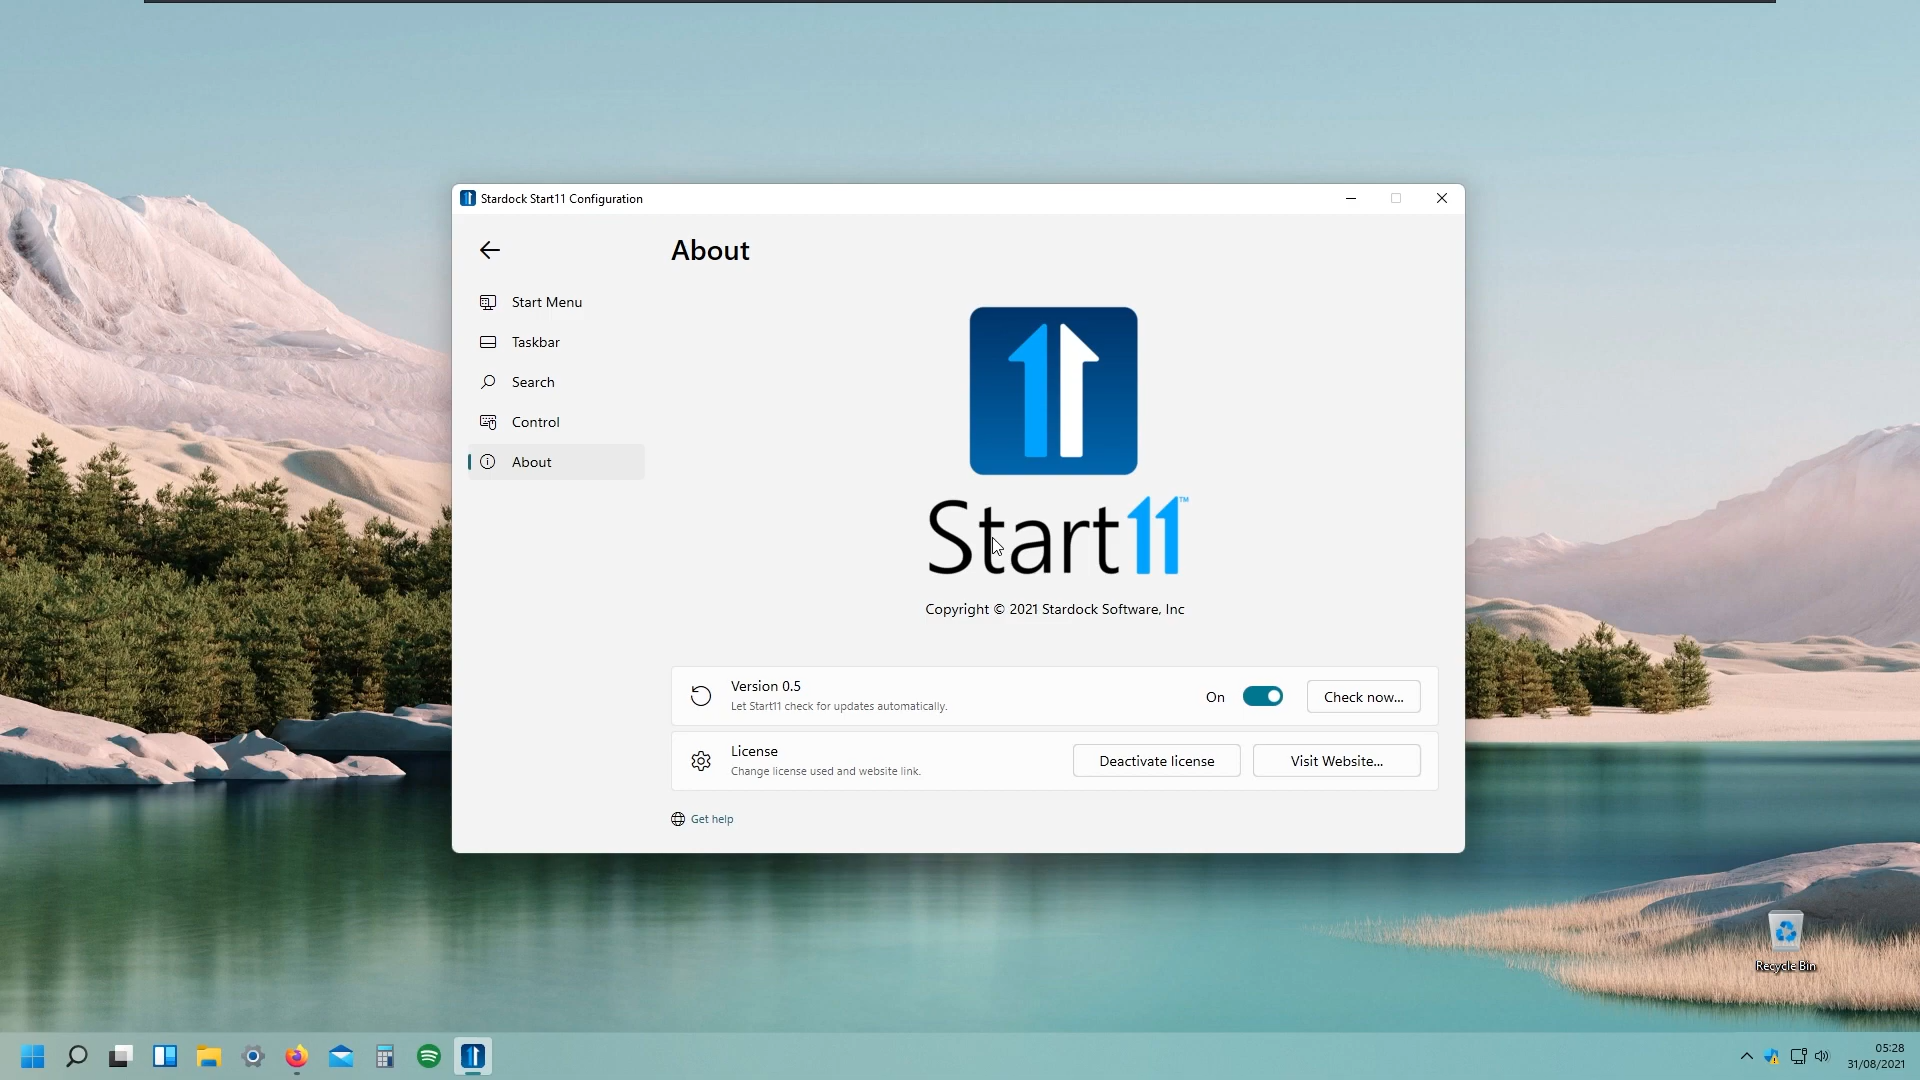 Stardock Start11 Configuration
About
Start Menu
Taskbar
Search
Control
About
Start11™
Copyright © 2021 Stardock Software, Inc
Version 0.5
Let Start11 check for updates automatically.
On
Check now...
License
Change license used and website link.
Deactivate license
Visit Website...
Get help
Recycle Bin
05:28
31/08/2021